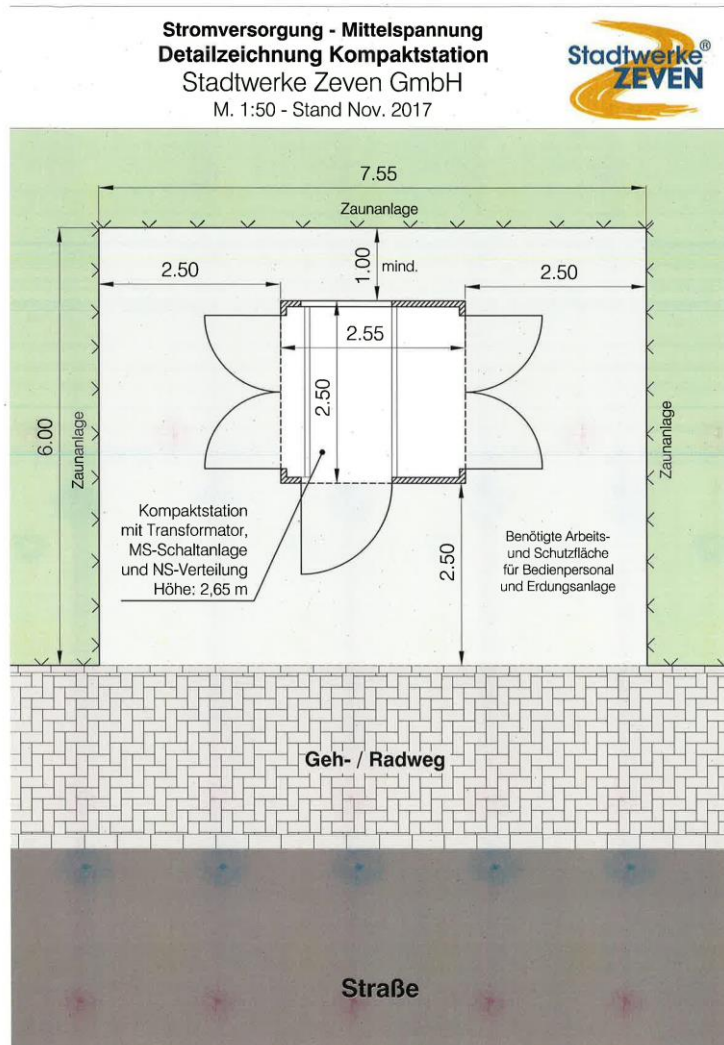 Stromversorgung - Mittelspannung
Detailzeichnung Kompaktstation
Stadtwerke Zeven GmbH
M. 1:50 - Stand Nov. 2017
Stadtwerke®
ZEVEN
7.55
Zaunanlage
2.50
1.00
mind.
2.50
2.55
2.50
6.00
Zaunanlage
Zaunanlage
Kompaktstation
mit Transformator,
MS-Schaltanlage
und NS-Verteilung
Höhe: 2,65 m
2.50
Benötigte Arbeits-
und Schutzfläche
für Bedienpersonal
und Erdungsanlage
Geh- / Radweg
Straße